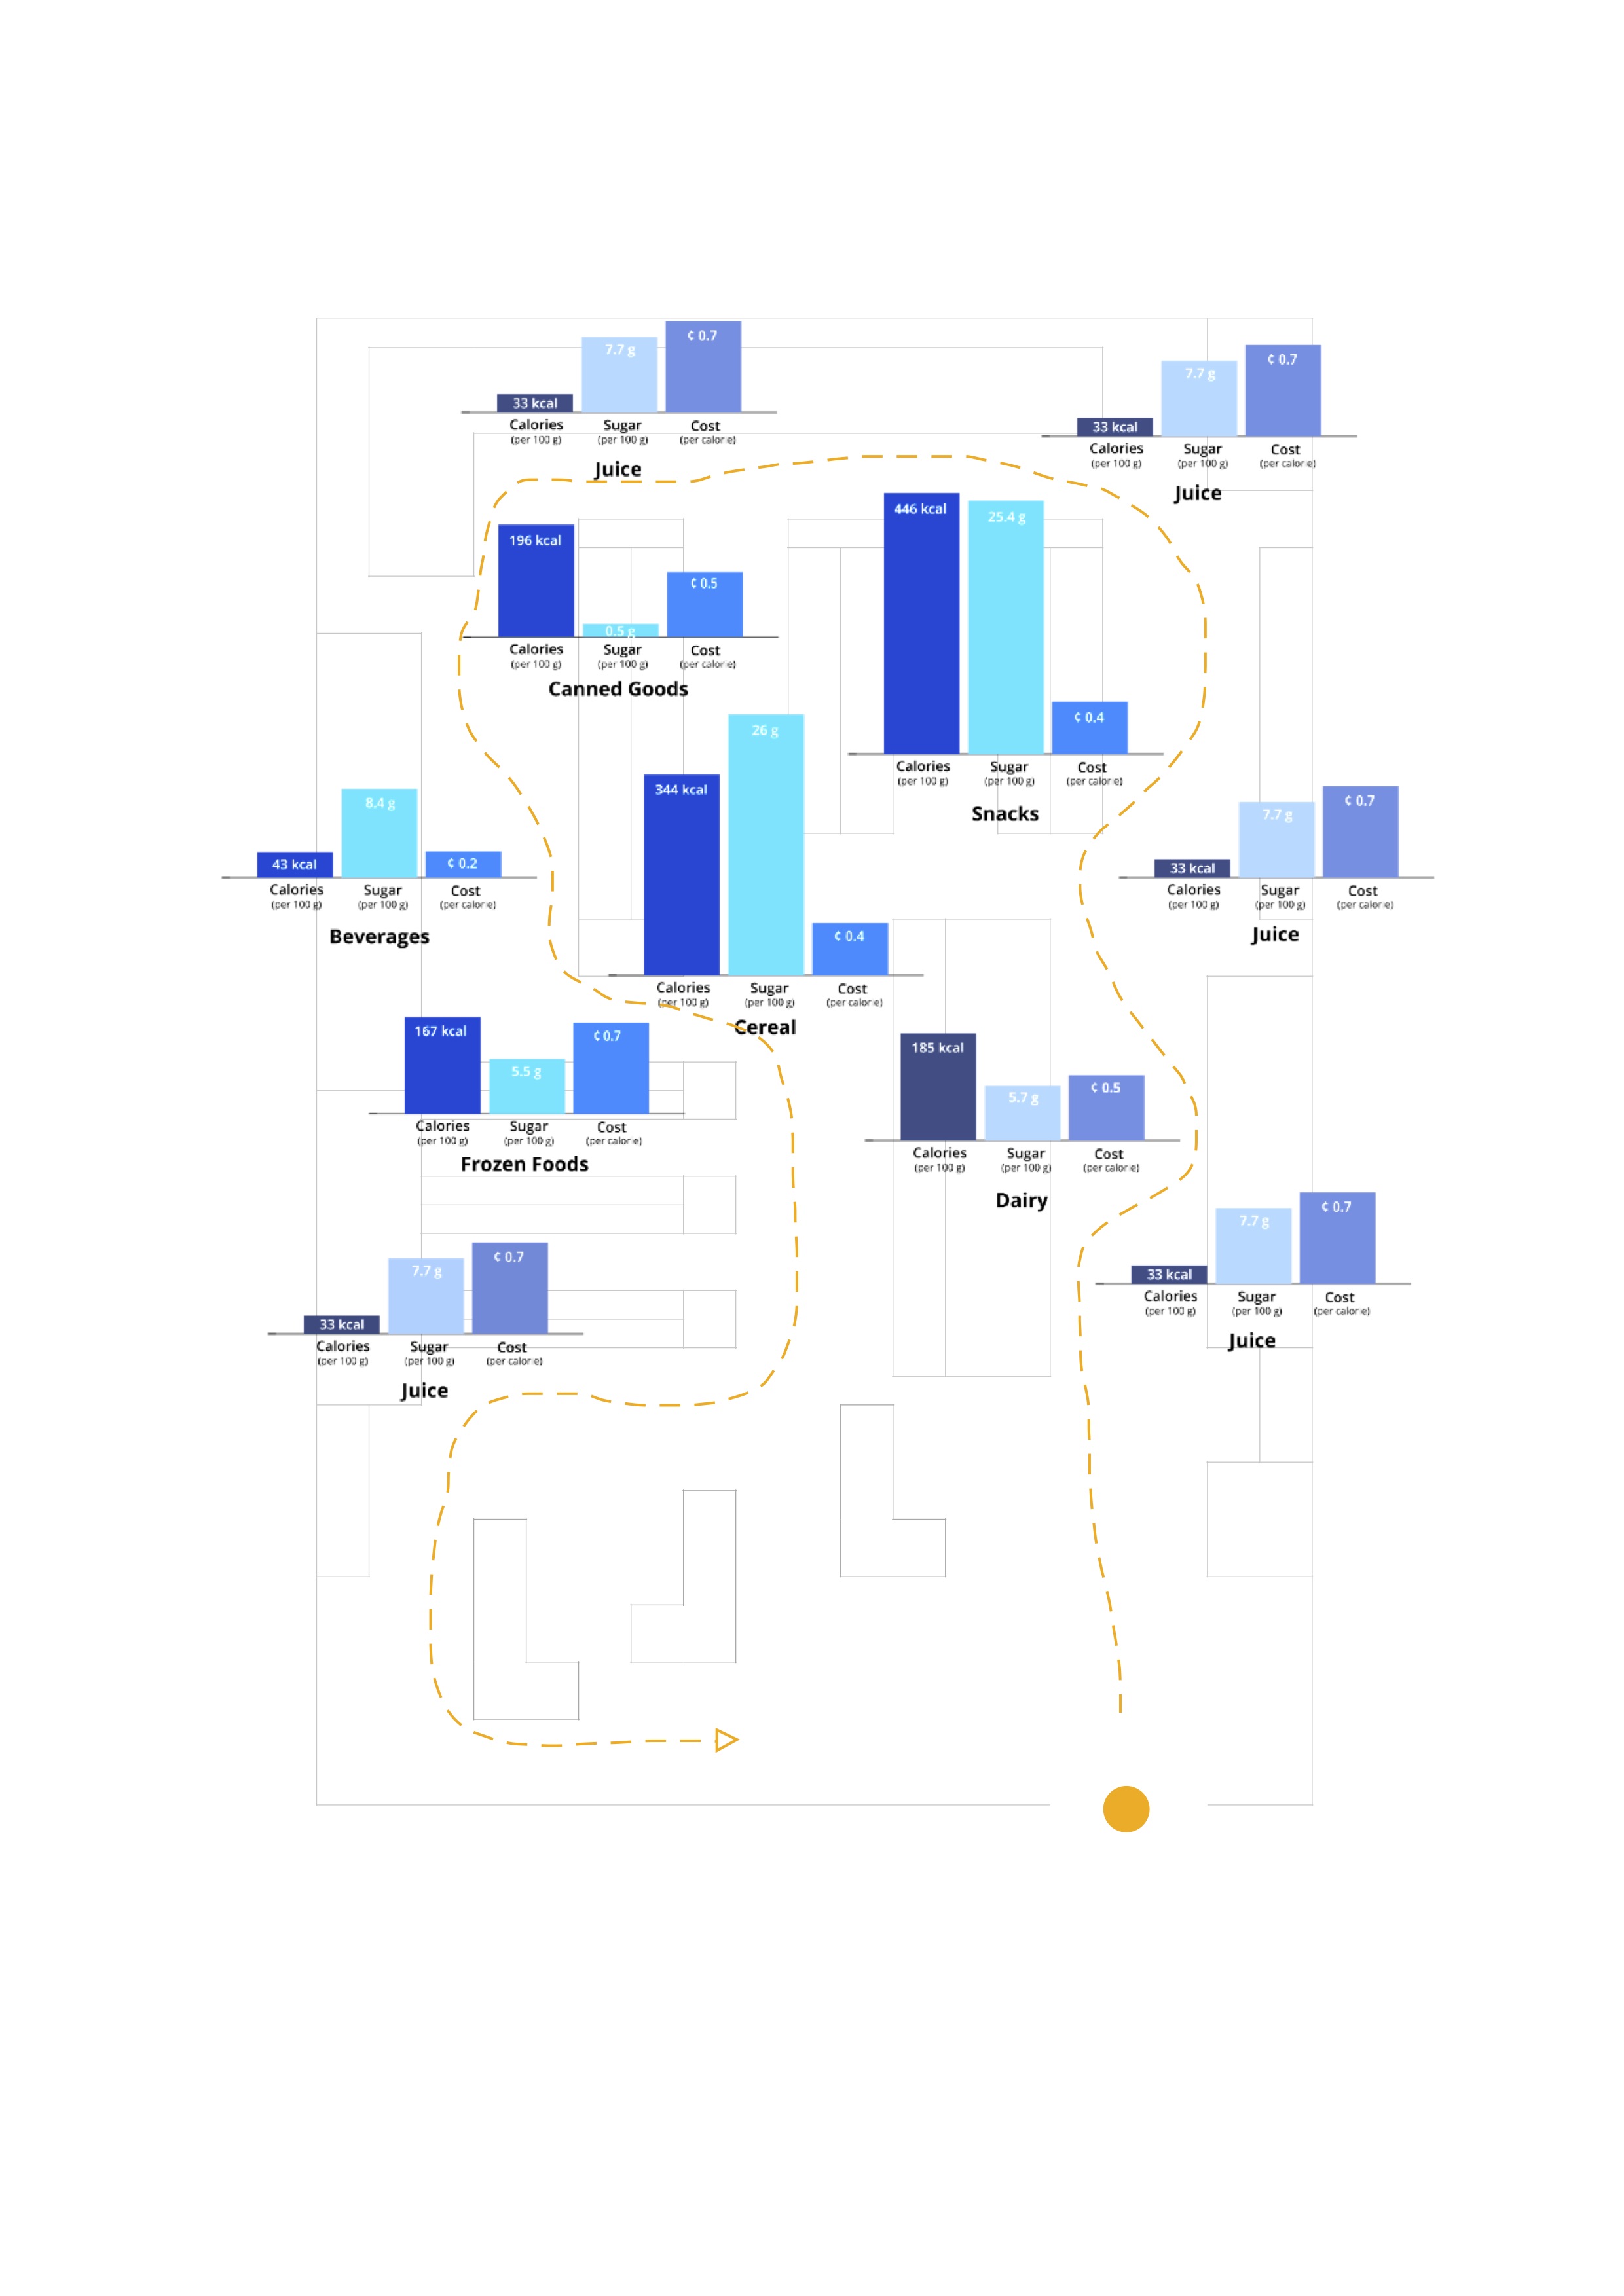 ¢ 0.7
7.7 g
33 kcal
Calories Sugar Cost
(per 100 g) (per 100 g) (per calorie)
Juice
¢ 0.7
7.7 g
33 kcal
Calories Sugar Cost
(per 100 g) (per 100 g) (per calorie)
Juice
196 kcal
¢ 0.5
0.5 g
Calories Sugar Cost
(per 100 g) (per 100 g) (per calorie)
Canned Goods
446 kcal
25.4 g
¢ 0.4
Calories Sugar Cost
(per 100 g) (per 100 g) (per calorie)
Snacks
26 g
344 kcal
¢ 0.4
Calories Sugar Cost
(per 100 g) (per 100 g) (per calorie)
Cereal
8.4 g
43 kcal
¢ 0.2
Calories Sugar Cost
(per 100 g) (per 100 g) (per calorie)
Beverages
¢ 0.7
7.7 g
33 kcal
Calories Sugar Cost
(per 100 g) (per 100 g) (per calorie)
Juice
167 kcal
¢ 0.7
5.5 g
Calories Sugar Cost
(per 100 g) (per 100 g) (per calorie)
Frozen Foods
185 kcal
¢ 0.5
5.7 g
Calories Sugar Cost
(per 100 g) (per 100 g) (per calorie)
Dairy
¢ 0.7
7.7 g
33 kcal
Calories Sugar Cost
(per 100 g) (per 100 g) (per calorie)
Juice
¢ 0.7
7.7 g
33 kcal
Calories Sugar Cost
(per 100 g) (per 100 g) (per calorie)
Juice